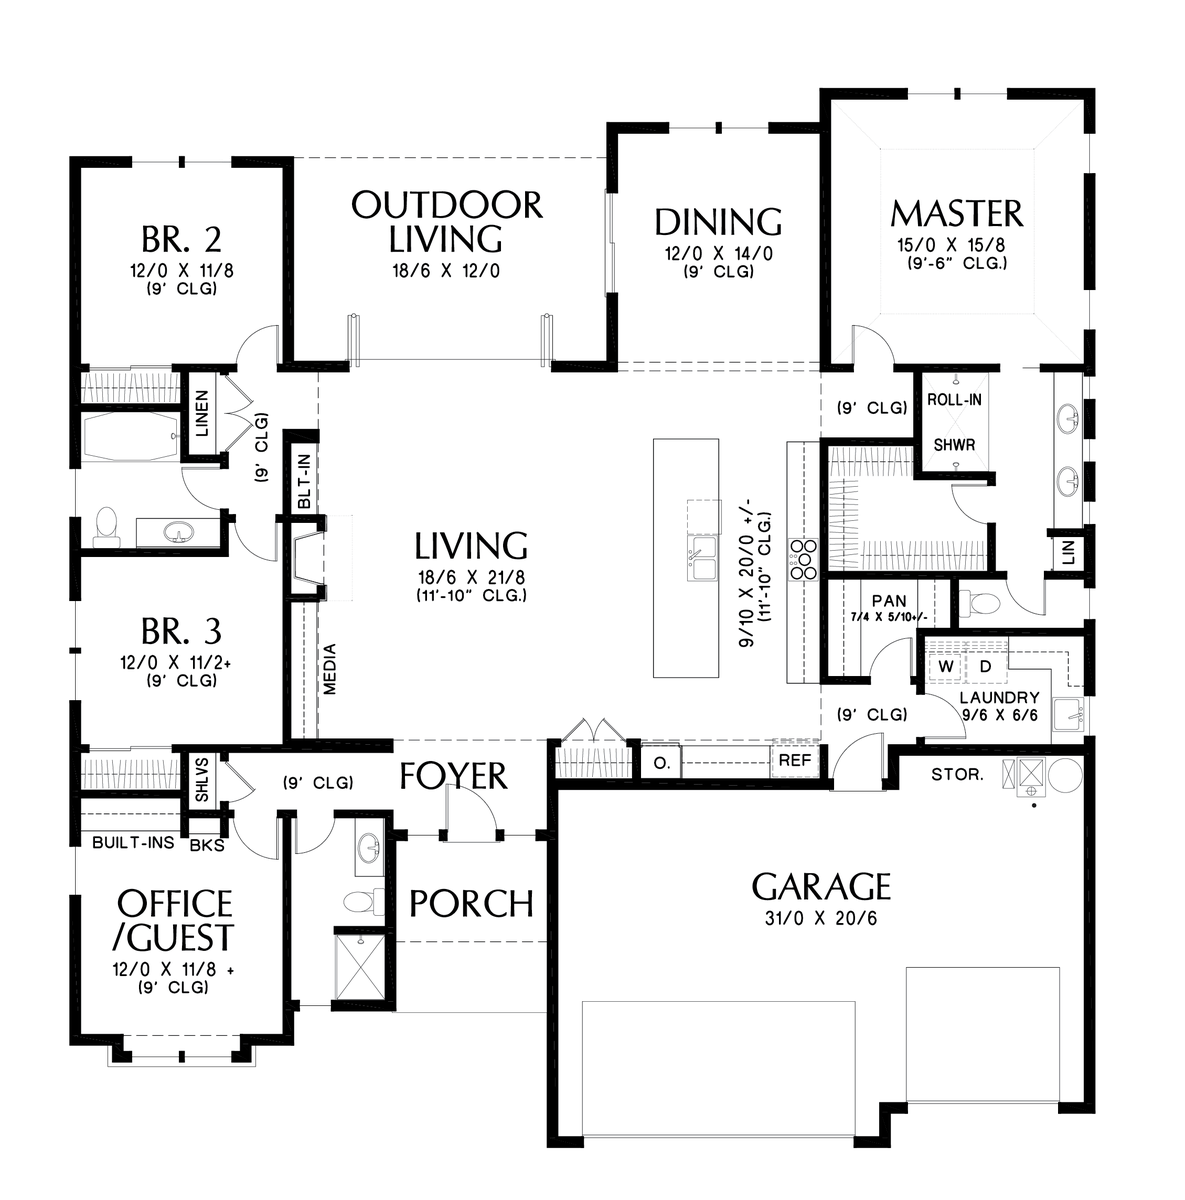 MASTER
15/0 X 15/8
(9'-6" CLG.)
OUTDOOR
LIVING
18/6 X 12/0
DINING
12/0 X 14/0
(9' CLG)
BR. 2
12/0 X 11/8
(9' CLG)
LINEN
(9' CLG)
BLT-IN
(9' CLG)
ROLL-IN
SHWR
LIN
LIVING
18/6 X 21/8
(11'-10" CLG.)
9/10 X 20/0 +/-
(11'-10" CLG.)
PAN
7/4 X 5/10+/-
BR. 3
12/0 X 11/2+
(9' CLG)
MEDIA
W
D
LAUNDRY
9/6 X 6/6
(9' CLG)
SHLVS
(9' CLG)
FOYER
O.
REF
STOR.
BUILT-INS
BKS
OFFICE
/GUEST
12/0 X 11/8 +
(9' CLG)
PORCH
GARAGE
31/0 X 20/6